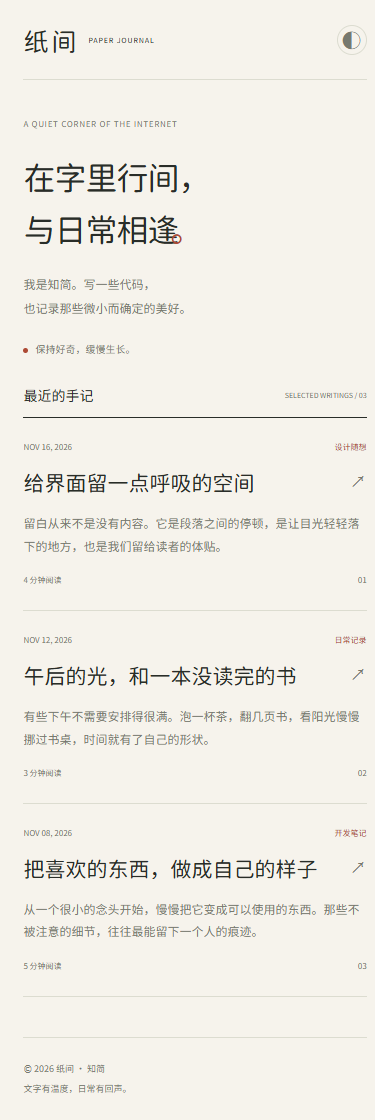 纸间 PAPER JOURNAL
A QUIET CORNER OF THE INTERNET
在字里行间，
与日常相逢
我是知简。写一些代码，
也记录那些微小而确定的美好。
保持好奇，缓慢生长。
最近的手记 SELECTED WRITINGS / 03
NOV 16, 2026 设计随想
给界面留一点呼吸的空间 ↗
留白从来不是没有内容。它是段落之间的停顿，是让目光轻轻落
下的地方，也是我们留给读者的体贴。
4 分钟阅读 01
NOV 12, 2026 日常记录
午后的光，和一本没读完的书 ↗
有些下午不需要安排得很满。泡一杯茶，翻几页书，看阳光慢慢
挪过书桌，时间就有了自己的形状。
3 分钟阅读 02
NOV 08, 2026 开发笔记
把喜欢的东西，做成自己的样子 ↗
从一个很小的念头开始，慢慢把它变成可以使用的东西。那些不
被注意的细节，往往最能留下一个人的痕迹。
5 分钟阅读 03
© 2026 纸间 · 知简
文字有温度，日常有回声。